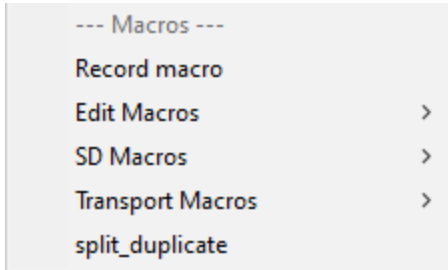 --- Macros ---
Record macro
Edit Macros
SD Macros
Transport Macros
split_duplicate